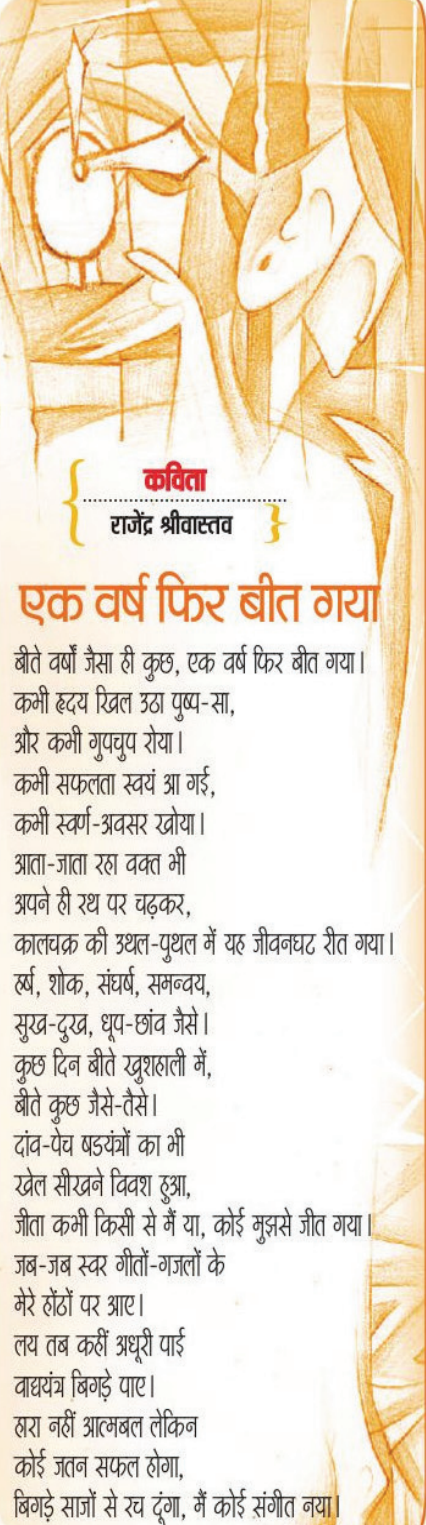 कविता
राजेंद्र श्रीवास्तव
एक वर्ष फिर बीत गया
बीते वर्षों जैसा ही कुछ, एक वर्ष फिर बीत गया।
कभी हृदय खिल उठा पुष्प-सा,
और कभी गुपचुप रोया।
कभी सफलता स्वयं आ गई,
कभी स्वर्ण-अवसर खोया।
आता-जाता रहा वक्त भी
अपने ही रथ पर चढ़कर,
कालचक्र की उथल-पुथल में यह जीवनघट रीत गया।
हर्ष, शोक, संघर्ष, समन्वय,
सुख-दुख, धूप-छांव जैसे।
कुछ दिन बीते खुशहाली में,
बीते कुछ जैसे-तैसे।
दांव-पेच षडयंत्रों का भी
खेल सीखने विवश हुआ,
जीता कभी किसी से मैं या, कोई मुझसे जीत गया।
जब-जब स्वर गीतों-गजलों के
मेरे होंठों पर आए।
लय तब कहीं अधूरी पाई
वाद्ययंत्र बिगड़े पाए।
हारा नहीं आत्मबल लेकिन
कोई जतन सफल होगा,
बिगड़े साजों से रच दूंगा, मैं कोई संगीत नया।